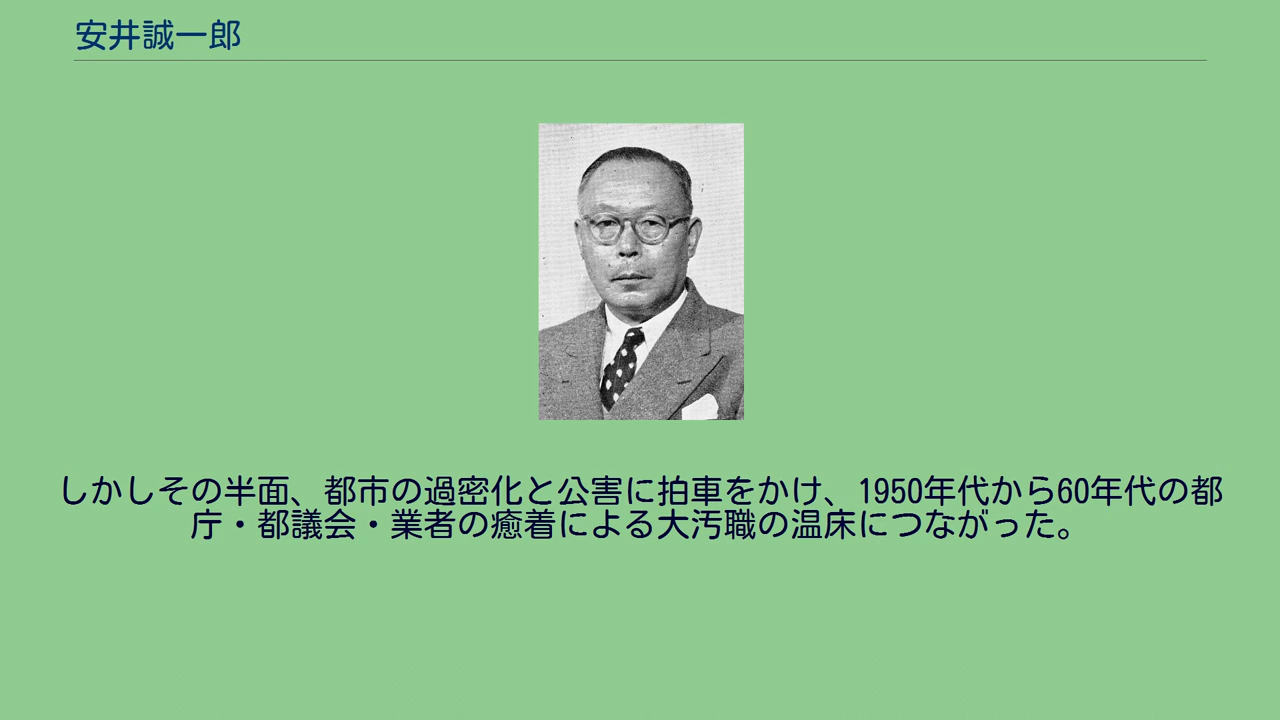 安井誠一郎
しかしその半面、都市の過密化と公害に拍車をかけ、1950年代から60年代の都
庁・都議会・業者の癒着による大汚職の温床につながった。